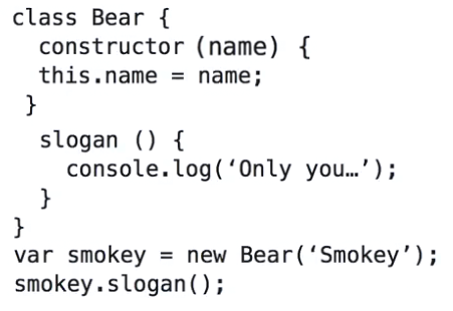 class Bear {
  constructor (name) {
  this.name = name;
 }
  slogan () {
    console.log(‘Only you…’);
  }
}
var smokey = new Bear(‘Smokey’);
smokey.slogan();